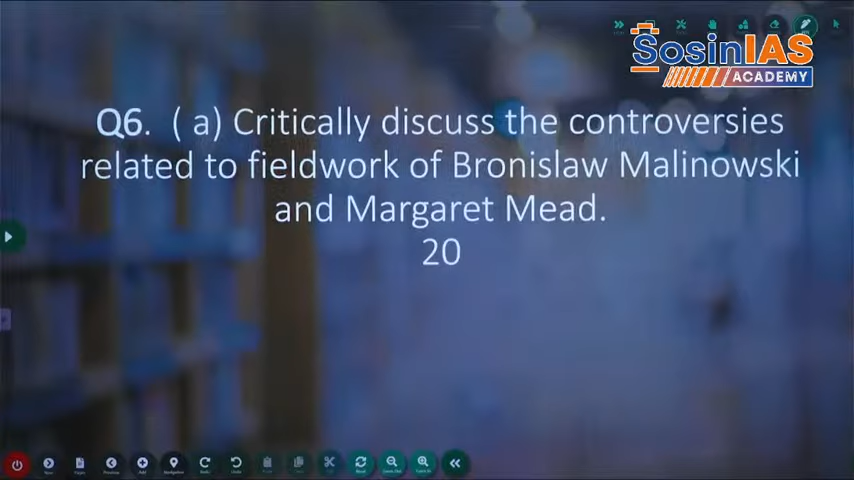 SosinIAS
ACADEMY
Q6. ( a) Critically discuss the controversies
related to fieldwork of Bronislaw Malinowski
and Margaret Mead.
20